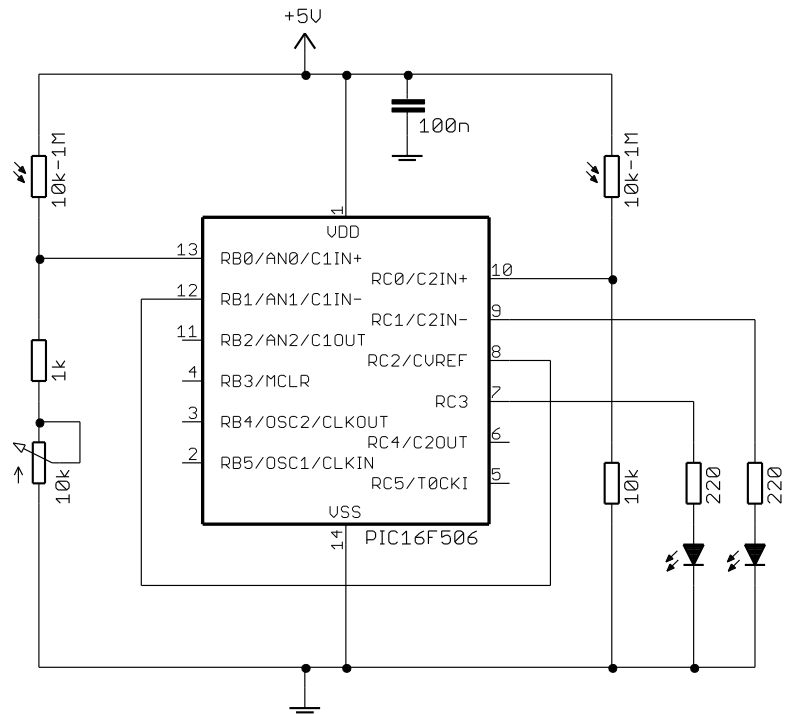 +5V
100n
10k-1M
10k-1M
1
VDD
13
RB0/AN0/C1IN+
RC0/C2IN+
10
12
RB1/AN1/C1IN-
RC1/C2IN-
9
11
RB2/AN2/C1OUT
RC2/CVREF
8
4
RB3/MCLR
RC3
7
3
RB4/OSC2/CLKOUT
RC4/C2OUT
6
2
RB5/OSC1/CLKIN
RC5/T0CKI
5
VSS
14
PIC16F506
1k
10k
10k
220
220